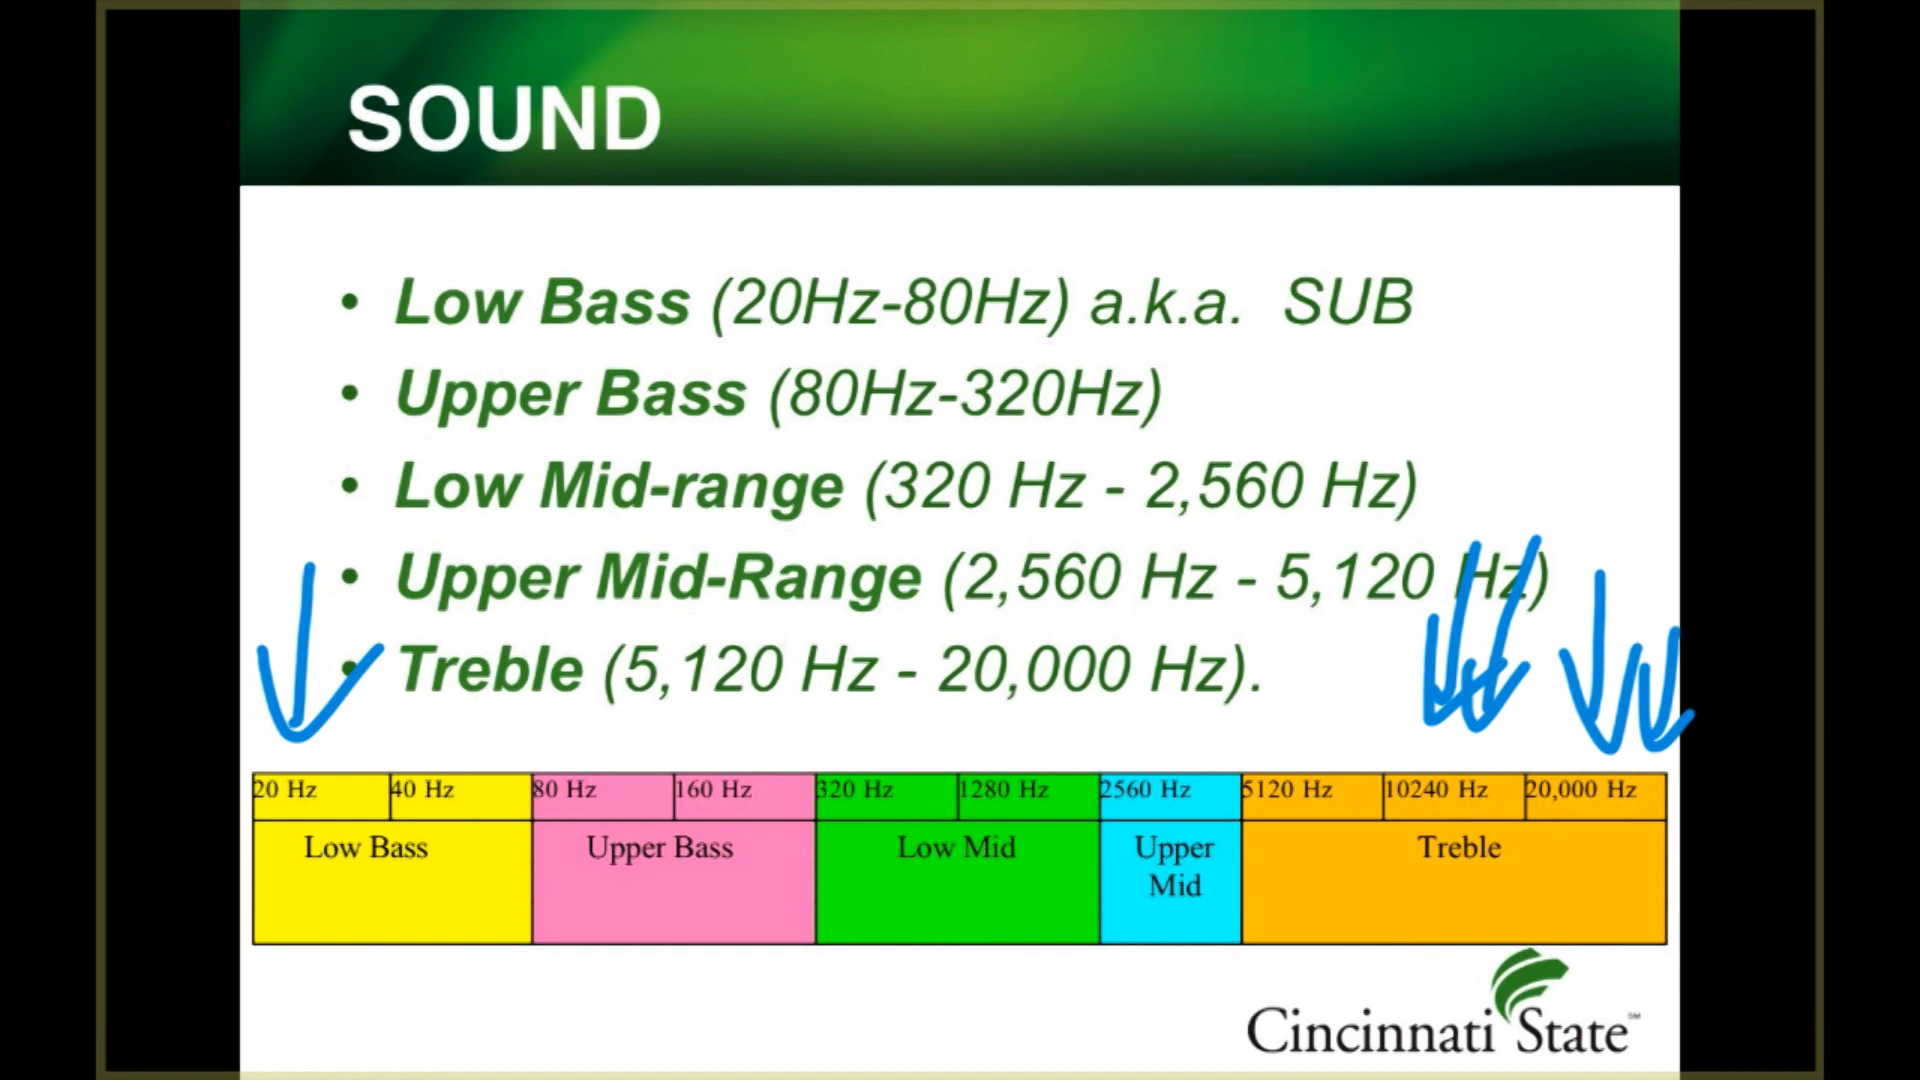 SOUND
• Low Bass (20Hz-80Hz) a.k.a. SUB
• Upper Bass (80Hz-320Hz)
• Low Mid-range (320 Hz - 2,560 Hz)
• Upper Mid-Range (2,560 Hz - 5,120 Hz)
• Treble (5,120 Hz - 20,000 Hz).
20 Hz 40 Hz 80 Hz 160 Hz 320 Hz 1280 Hz 2560 Hz 5120 Hz 10240 Hz 20,000 Hz
Low Bass Upper Bass Low Mid Upper Treble
Mid
Cincinnati State℠